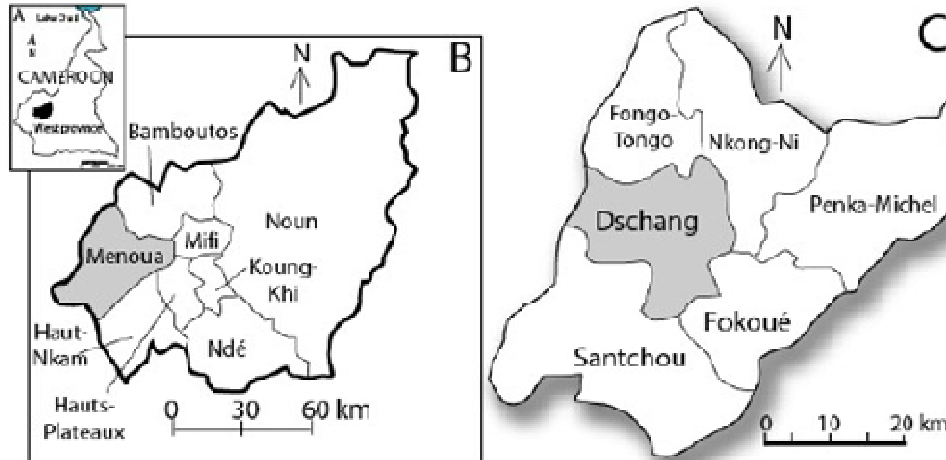 A
Lake Chad
N
CAMEROON
West province
B
N
Bamboutos
Noun
Mifi
Menoua
Koung-
Khi
Haut-
Nkam
Ndé
Hauts-
Plateaux
0 30 60 km
C
N
Fongo-
Tongo
Nkong-Ni
Dschang
Penka-Michel
Fokoué
Santchou
0 10 20 km